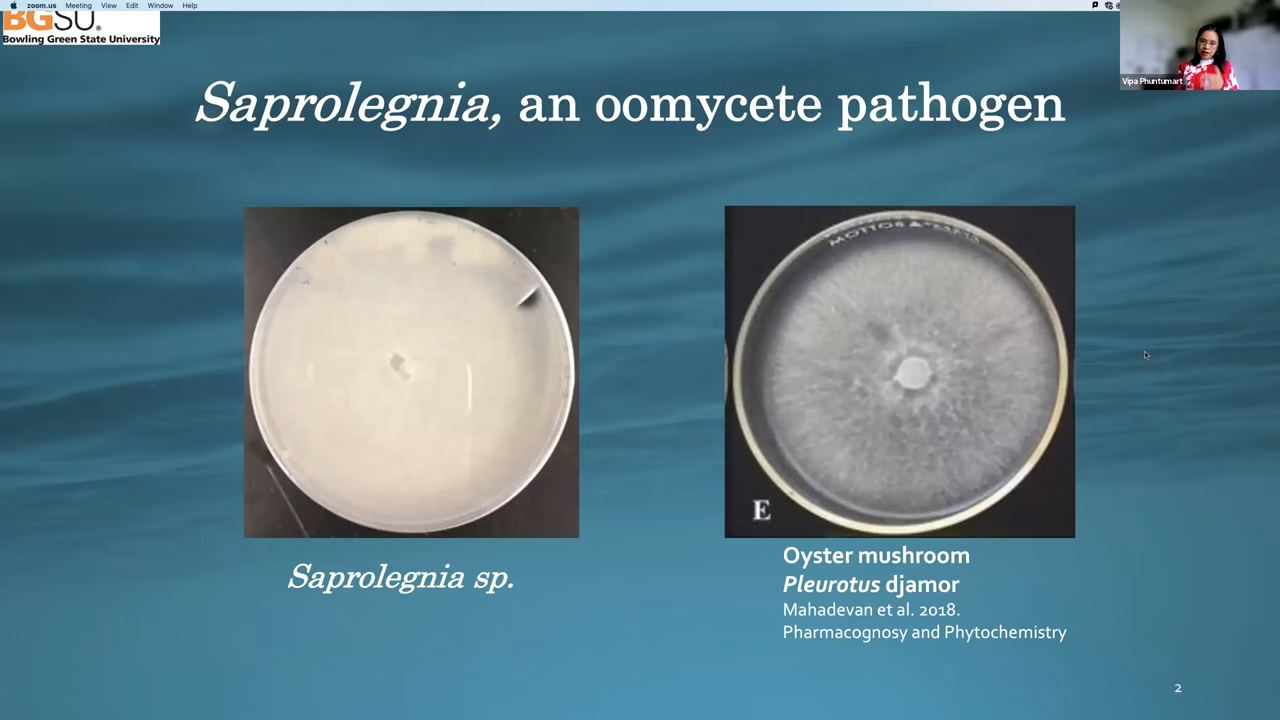 zoom.us Meeting View Edit Window Help
BGSU®
Bowling Green State University
Vipa Phuntumart
Saprolegnia, an oomycete pathogen
E
Saprolegnia sp.
Oyster mushroom
Pleurotus djamor
Mahadevan et al. 2018.
Pharmacognosy and Phytochemistry
2